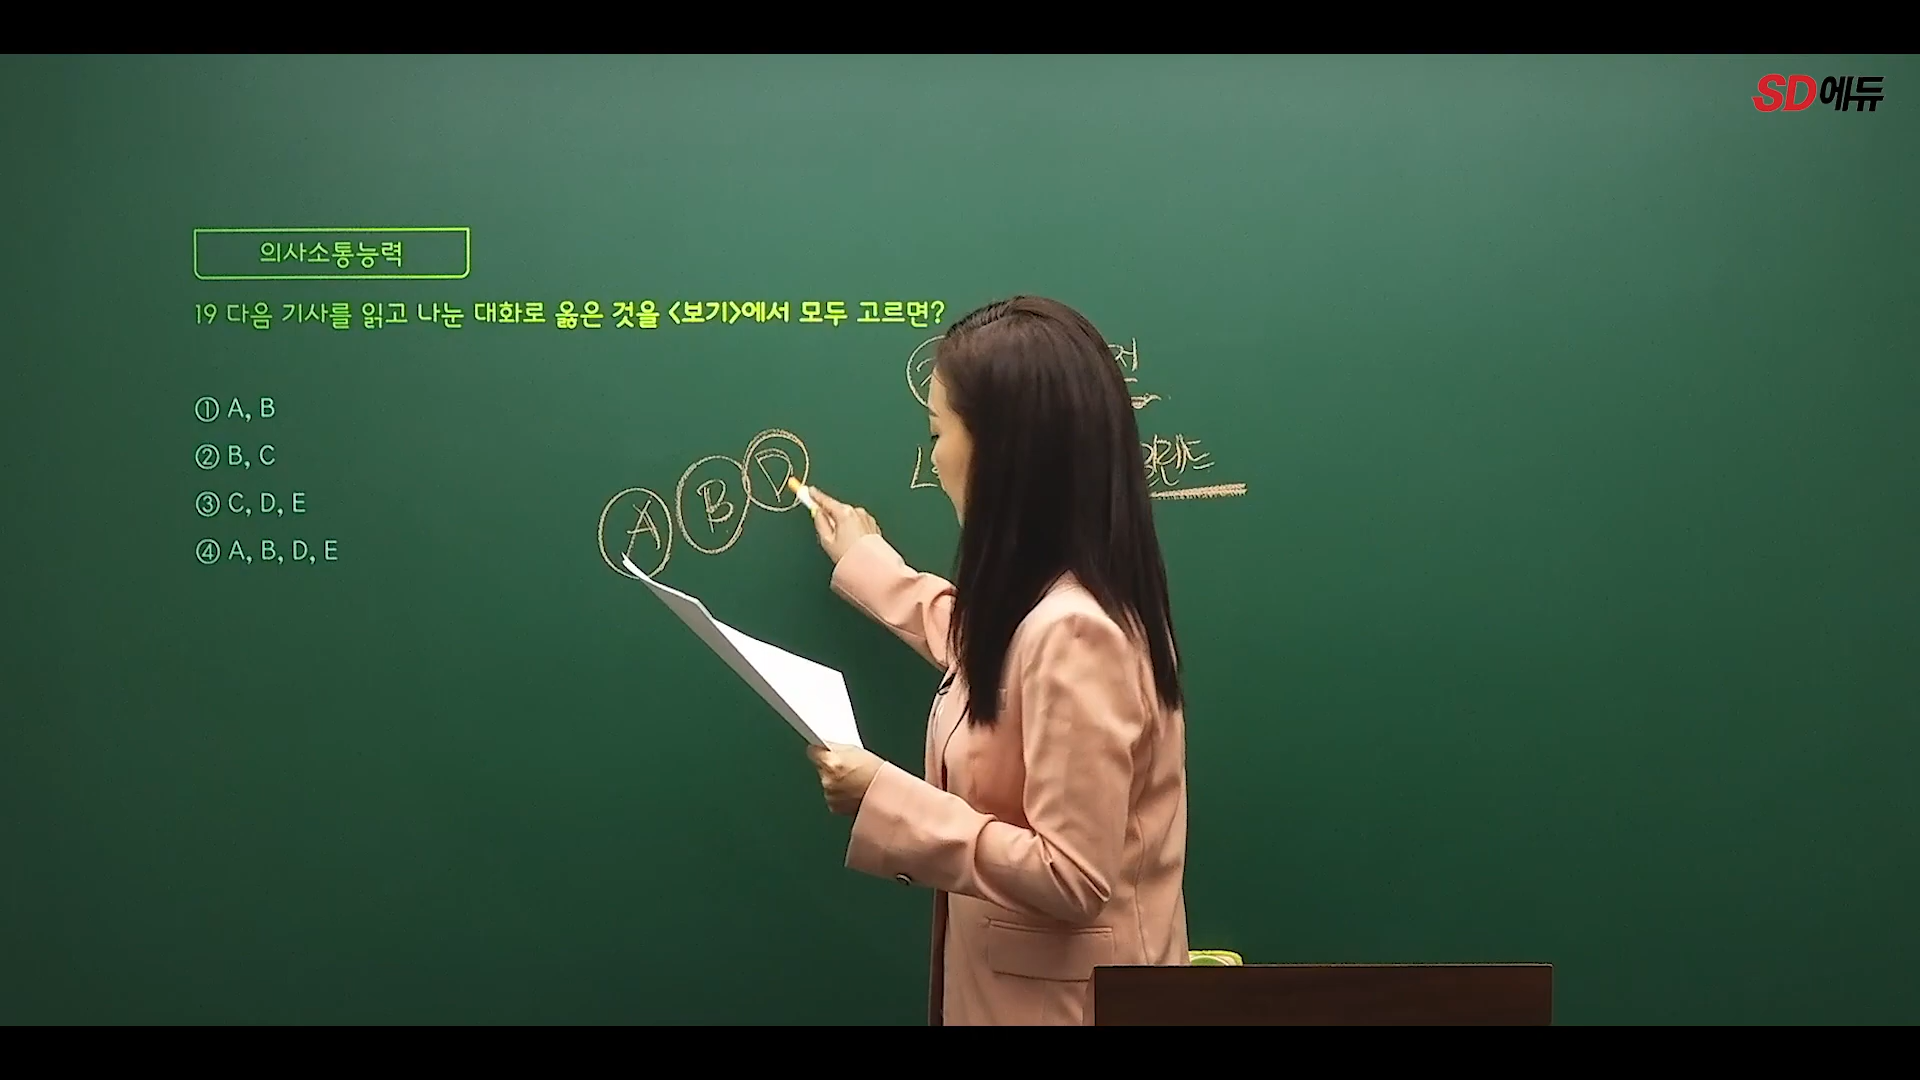 SD에듀
의사소통능력
19 다음 기사를 읽고 나눈 대화로 옳은 것을 <보기>에서 모두 고르면?
① A, B
② B, C
③ C, D, E
④ A, B, D, E
A B D